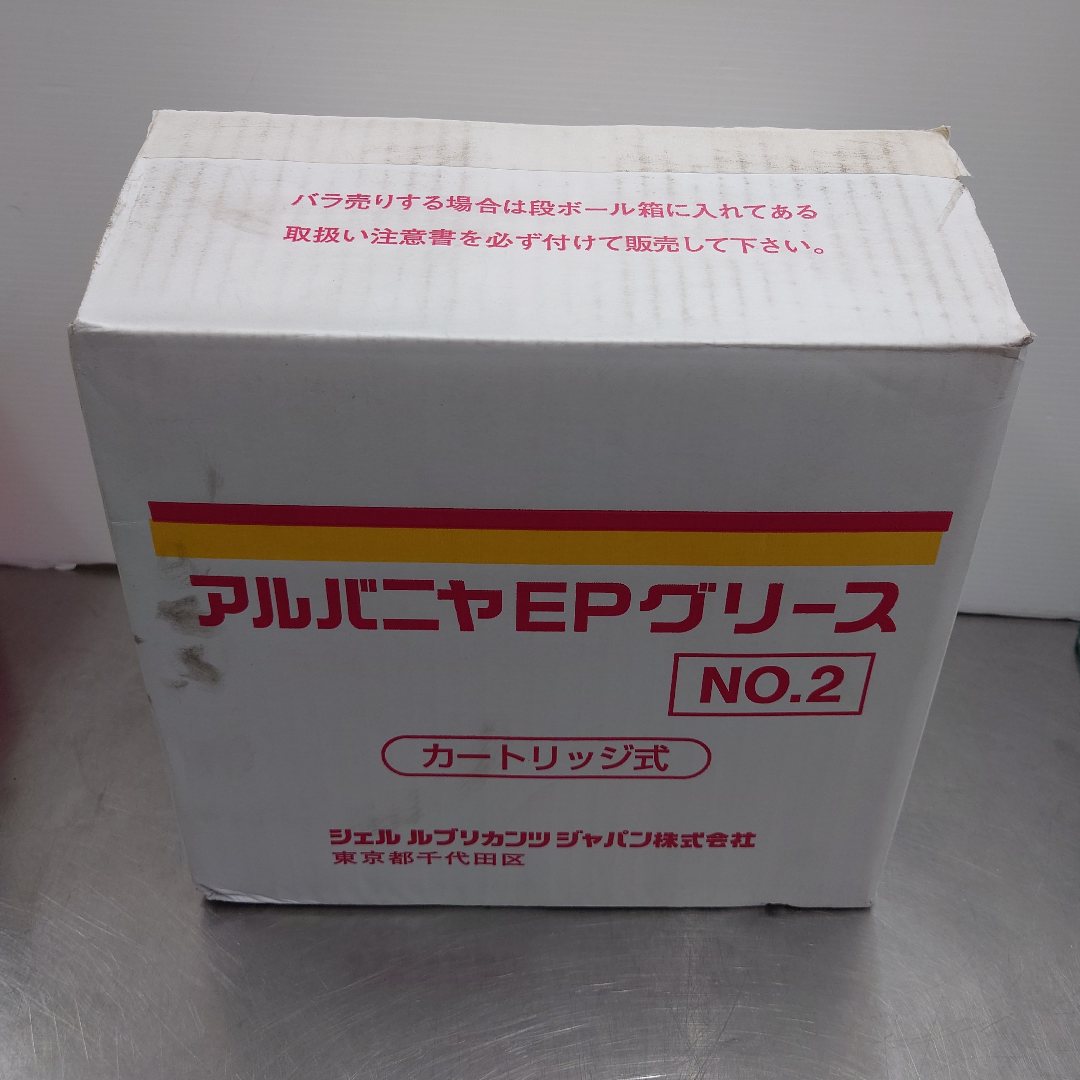 バラ売りする場合は段ボール箱に入れてある
取扱い注意書を必ず付けて販売して下さい。
アルバニヤEPグリース
NO.2
カートリッジ式
シェル ルブリカンツ ジャパン株式会社
東京都千代田区